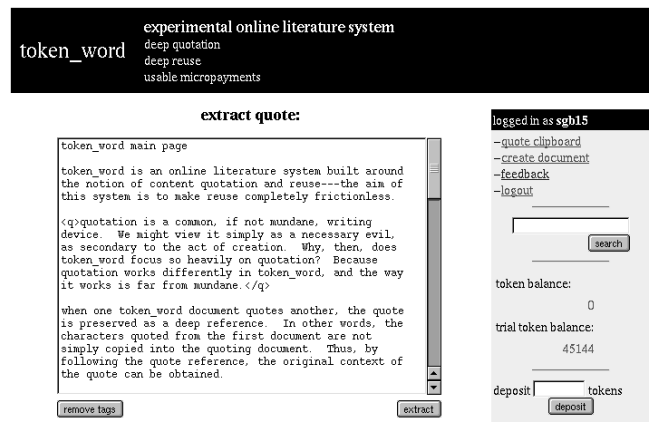 token_word
experimental online literature system
deep quotation
deep reuse
usable micropayments
extract quote:
token_word main page
token_word is an online literature system built around
the notion of content quotation and reuse---the aim of
this system is to make reuse completely frictionless.
<q>quotation is a common, if not mundane, writing
device.  We might view it simply as a necessary evil,
as secondary to the act of creation.  Why, then, does
token_word focus so heavily on quotation?  Because
quotation works differently in token_word, and the way
it works is far from mundane.</q>
when one token_word document quotes another, the quote
is preserved as a deep reference.  In other words, the
characters quoted from the first document are not
simply copied into the quoting document.  Thus, by
following the quote reference, the original context of
the quote can be obtained.
remove tags
extract
logged in as sgb15
–quote clipboard
–create document
–feedback
–logout
search
token balance:
0
trial token balance:
45144
deposit tokens
deposit